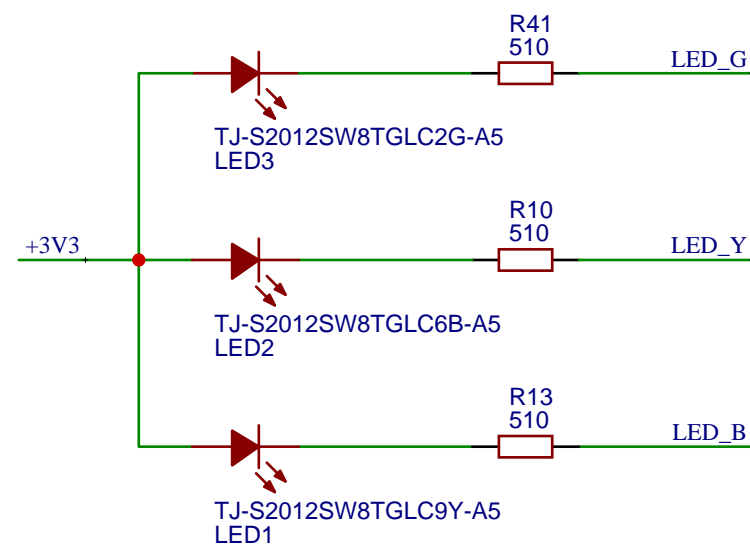 R41
510
LED_G
TJ-S2012SW8TGLC2G-A5
LED3
R10
510
+3V3
LED_Y
TJ-S2012SW8TGLC6B-A5
LED2
R13
510
LED_B
TJ-S2012SW8TGLC9Y-A5
LED1